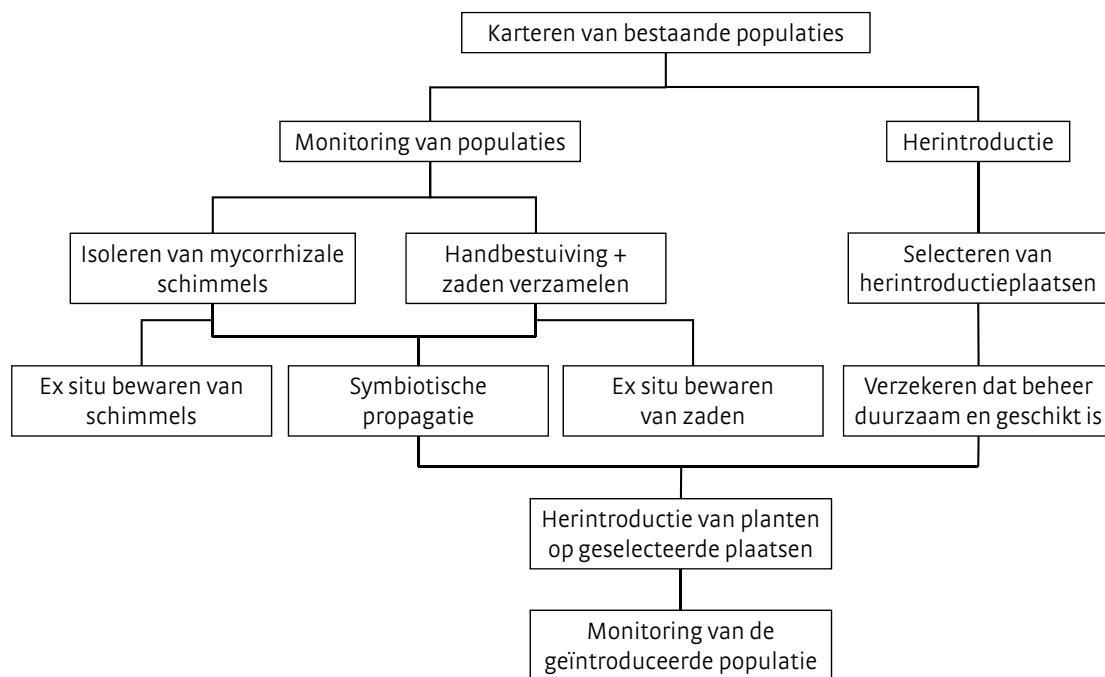 Karteren van bestaande populaties
Monitoring van populaties
Herintroductie
Isoleren van mycorrhizale
schimmels
Handbestuiving +
zaden verzamelen
Selecteren van
herintroductieplaatsen
Ex situ bewaren van
schimmels
Symbiotische
propagatie
Ex situ bewaren
van zaden
Verzekeren dat beheer
duurzaam en geschikt is
Herintroductie van planten
op geselecteerde plaatsen
Monitoring van de
geïntroduceerde populatie